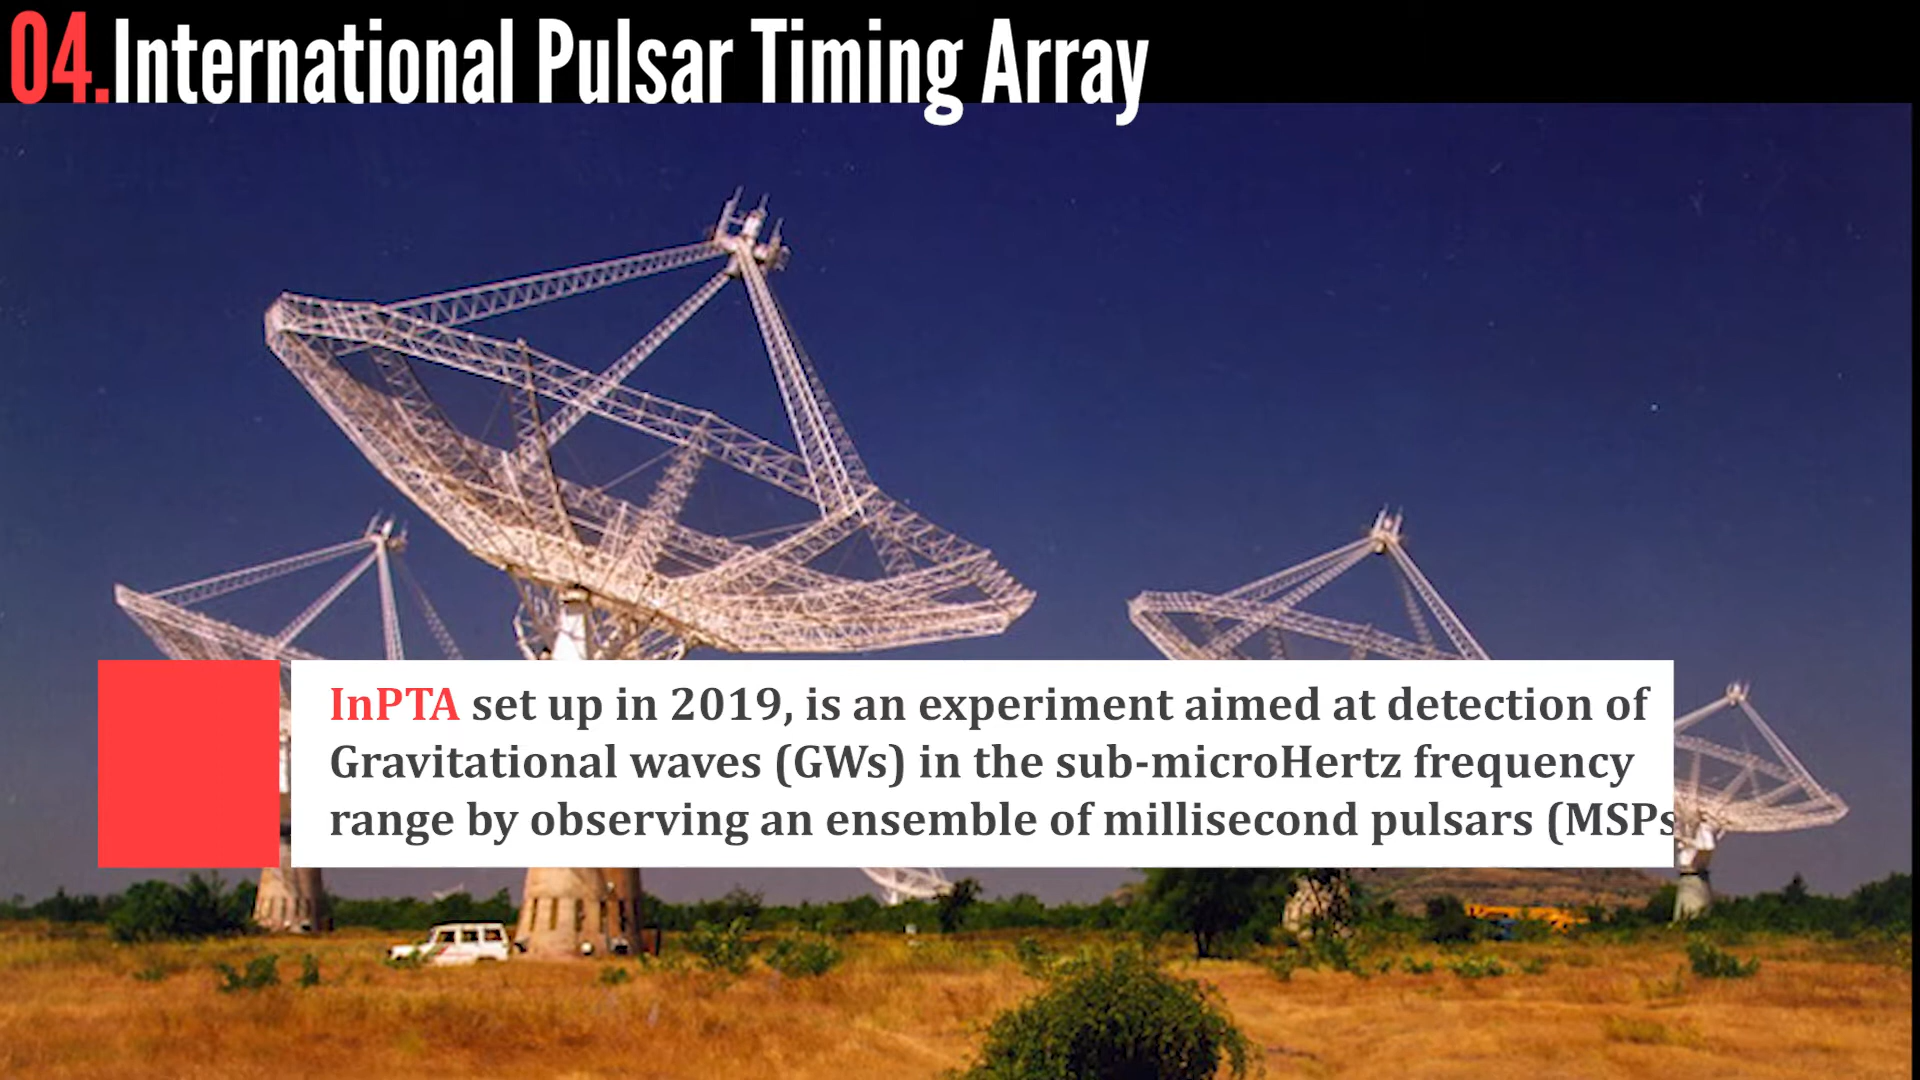 04.International Pulsar Timing Array
InPTA set up in 2019, is an experiment aimed at detection of
Gravitational waves (GWs) in the sub-microHertz frequency
range by observing an ensemble of millisecond pulsars (MSPs